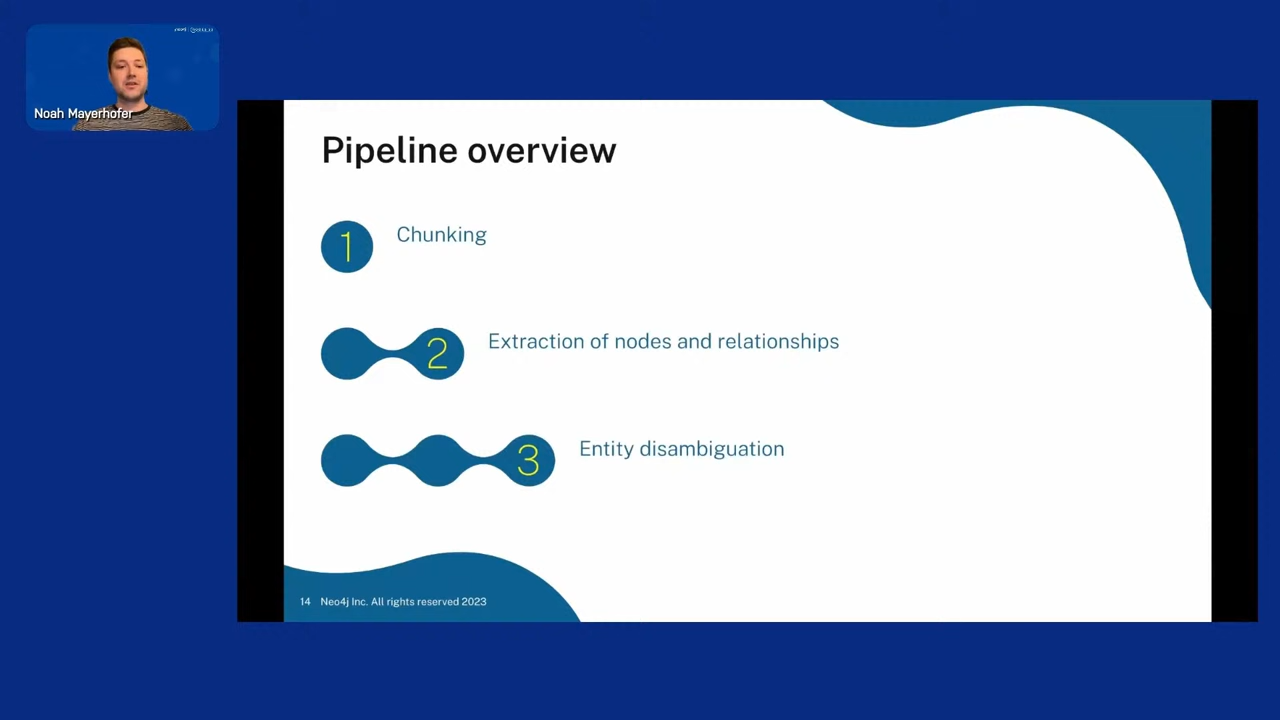 Noah Mayerhofer
Pipeline overview
1
Chunking
2
Extraction of nodes and relationships
3
Entity disambiguation
14 Neo4j Inc. All rights reserved 2023